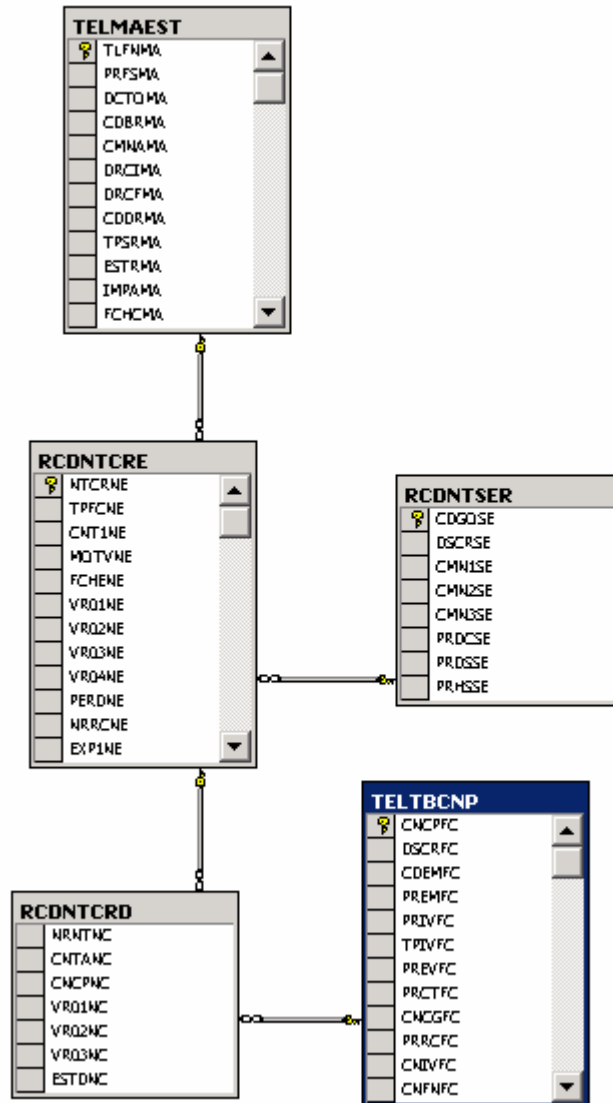 TELMAEST
TLFNMA
PRFSMA
DCTOMA
CDBRMA
CMNAMA
DRCIMA
DRCFMA
CDDRMA
TPSRMA
ESTRMA
IMPAMA
FCHCMA
RCDNTCRE
NTCRNE
TPFCNE
CNT1NE
MOTVNE
FCHENE
VR01NE
VR02NE
VR03NE
VR04NE
PERDNE
NRRCNE
EXP1NE
RCDNTSER
CDGOSE
DSCRSE
CMN1SE
CMN2SE
CMN3SE
PRDCSE
PRDSSE
PRHSSE
TELTBCNP
CNCPFC
DSCRFC
CDEMFC
PREMFC
PRIVFC
TPIVFC
PREVFC
PRCTFC
CNCGFC
PRRCFC
CNIVFC
CNFNFC
RCDNTCRD
NRNTNC
CNTANC
CNCPNC
VR01NC
VR02NC
VR03NC
ESTDNC